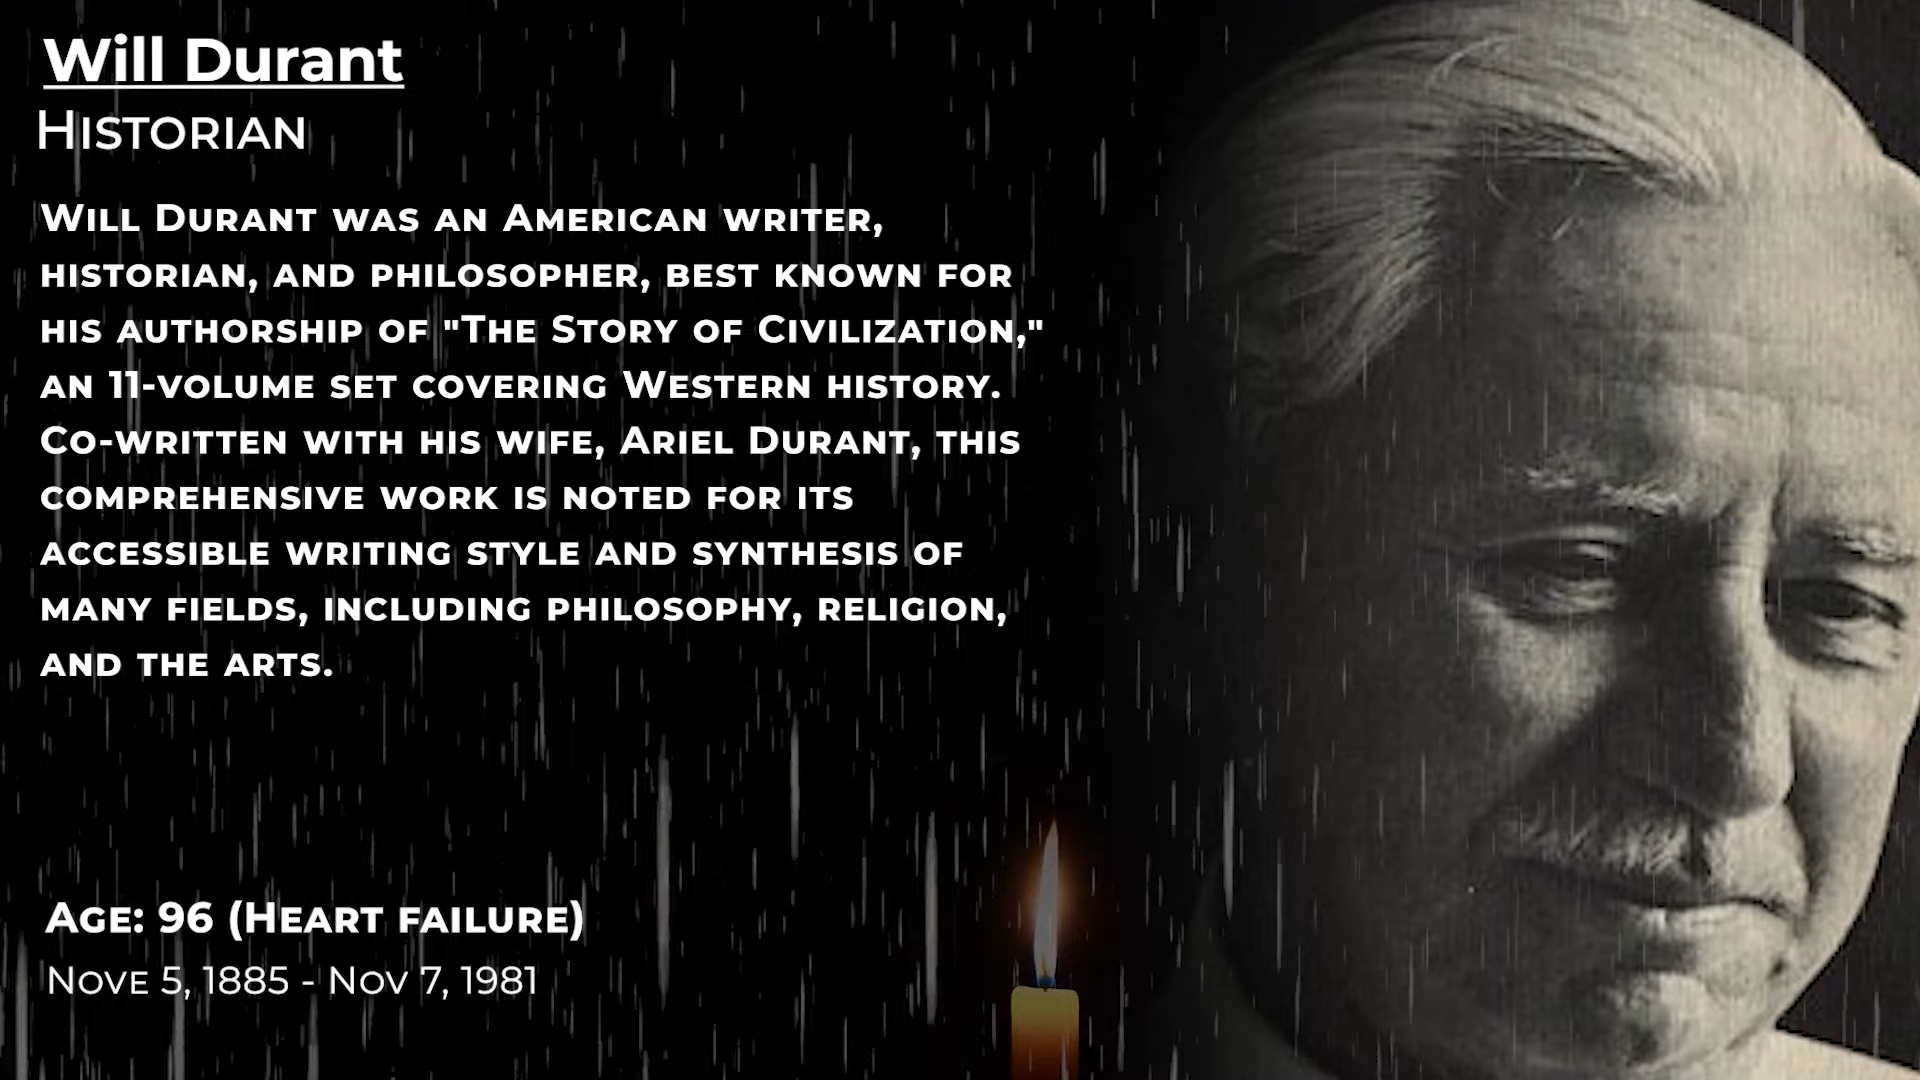 Will Durant
Historian
Will Durant was an American writer,
historian, and philosopher, best known for
his authorship of "The Story of Civilization,"
an 11-volume set covering Western history.
Co-written with his wife, Ariel Durant, this
comprehensive work is noted for its
accessible writing style and synthesis of
many fields, including philosophy, religion,
and the arts.
Age: 96 (Heart failure)
Nove 5, 1885 - Nov 7, 1981